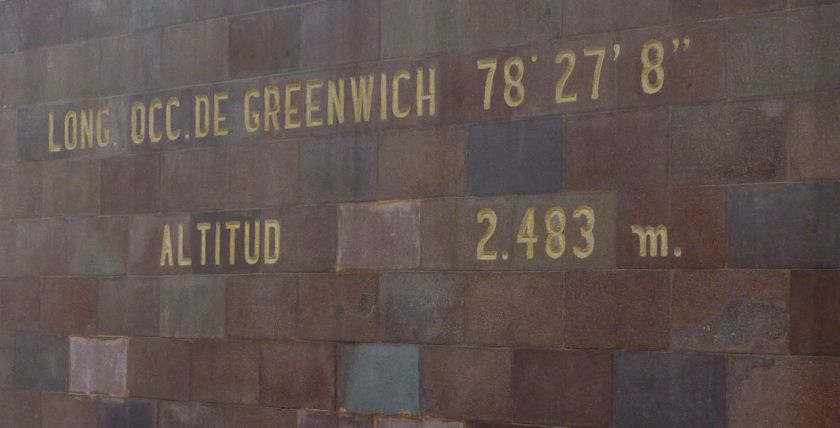 LONG. OCC. DE GREENWICH 78° 27' 8"
ALTITUD 2.483 m.